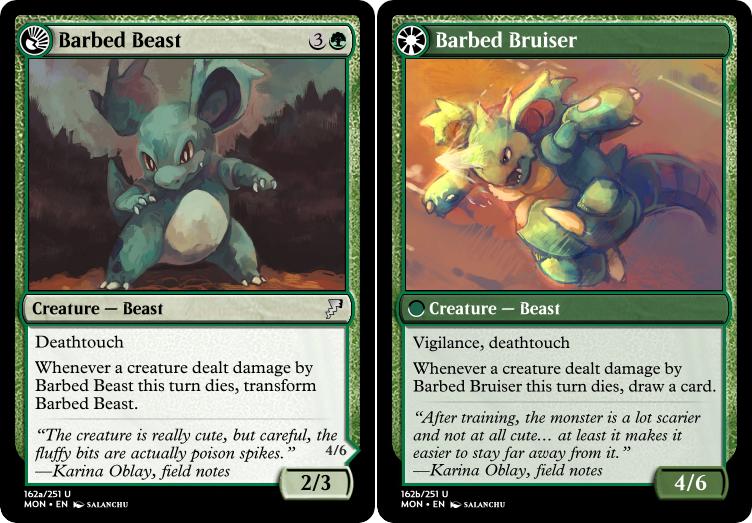 Barbed Beast
3
Creature — Beast
Deathtouch
Whenever a creature dealt damage by
Barbed Beast this turn dies, transform
Barbed Beast.
“The creature is really cute, but careful, the
fluffy bits are actually poison spikes.”
—Karina Oblay, field notes
4/6
2/3
162a/251 U
MON • EN SALANCHU
Barbed Bruiser
Creature — Beast
Vigilance, deathtouch
Whenever a creature dealt damage by
Barbed Bruiser this turn dies, draw a card.
“After training, the monster is a lot scarier
and not at all cute… at least it makes it
easier to stay far away from it.”
—Karina Oblay, field notes
4/6
162b/251 U
MON • EN SALANCHU